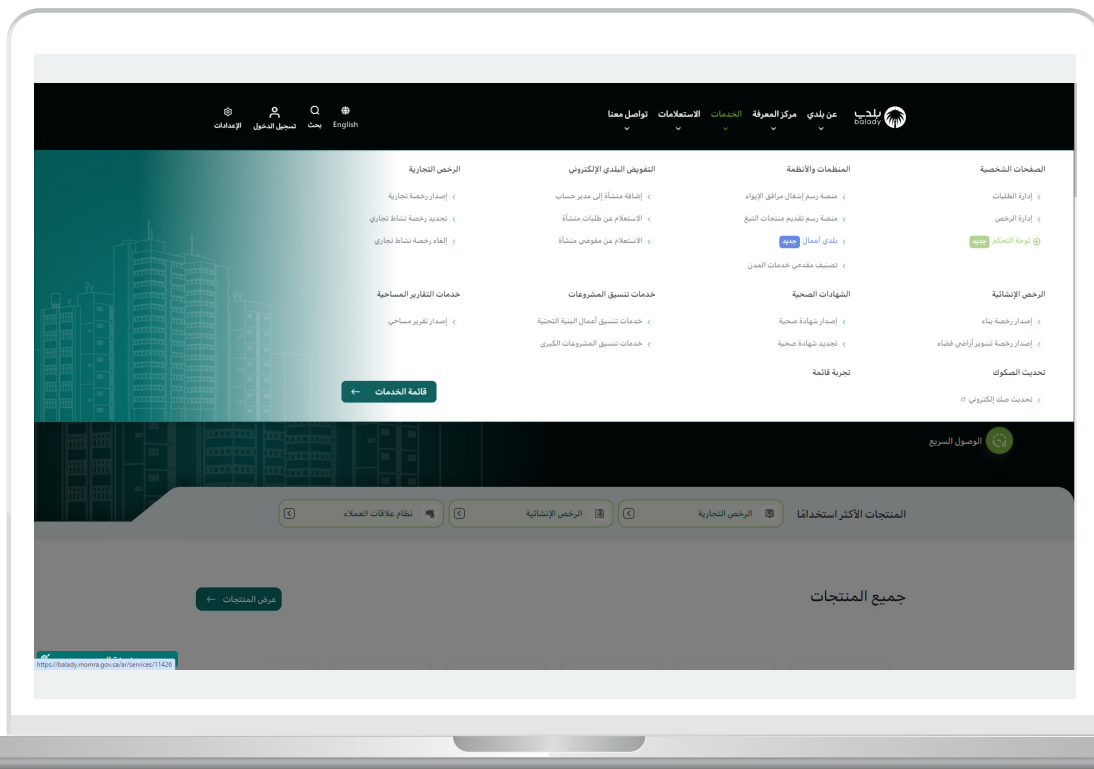 بلدي
balady
عن بلدي
مركز المعرفة
الخدمات
الاستعلامات
تواصل معنا
English
بحث
تسجيل الدخول
الإعدادات
الصفحات الشخصية
إدارة الطلبات
إدارة الرخص
لوحة التحكم جديد
المنظمات والأنظمة
منصة رسم إشغال مرافق الإيواء
منصة رسم تقديم منتجات التبغ
بلدي أعمال جديد
تصنيف مقدمي خدمات المدن
التفويض البلدي الإلكتروني
إضافة منشأة إلى مدير حساب
الاستعلام عن طلبات منشأة
الاستعلام عن مفوضي منشأة
الرخص التجارية
إصدار رخصة تجارية
تجديد رخصة نشاط تجاري
إلغاء رخصة نشاط تجاري
الرخص الإنشائية
إصدار رخصة بناء
إصدار رخصة تسوير أراضي فضاء
الشهادات الصحية
إصدار شهادة صحية
تجديد شهادة صحية
خدمات تنسيق المشروعات
خدمات تنسيق أعمال البنية التحتية
خدمات تنسيق المشروعات الكبرى
خدمات التقارير المساحية
إصدار تقرير مساحي
تحديث الصكوك
تحديث صك إلكتروني
تجربة قائمة
قائمة الخدمات
الوصول السريع
المنتجات الأكثر استخدامًا
الرخص التجارية
الرخص الإنشائية
نظام علاقات العملاء
جميع المنتجات
عرض المنتجات
https://balady.momra.gov.sa/ar/services/11426